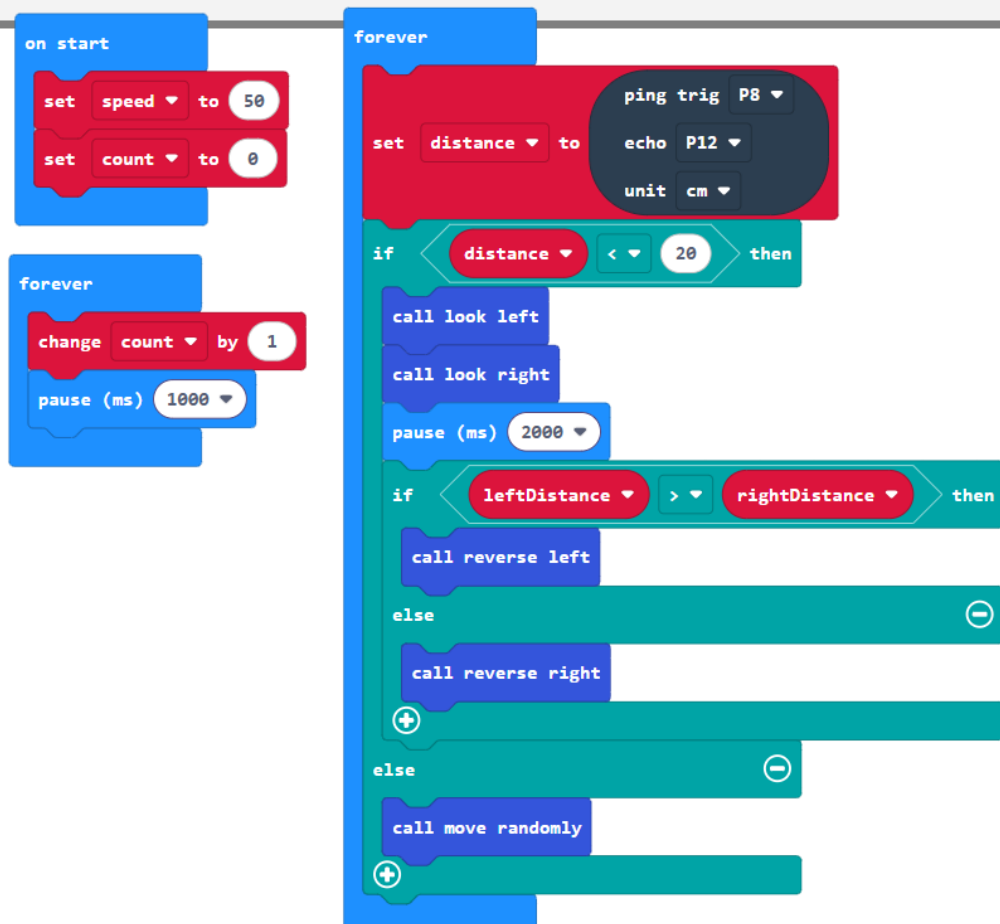 on start
set speed to 50
set count to 0
forever
change count by 1
pause (ms) 1000
forever
set distance to ping trig P8
echo P12
unit cm
if distance < 20 then
call look left
call look right
pause (ms) 2000
if leftDistance > rightDistance then
call reverse left
else
call reverse right
else
call move randomly